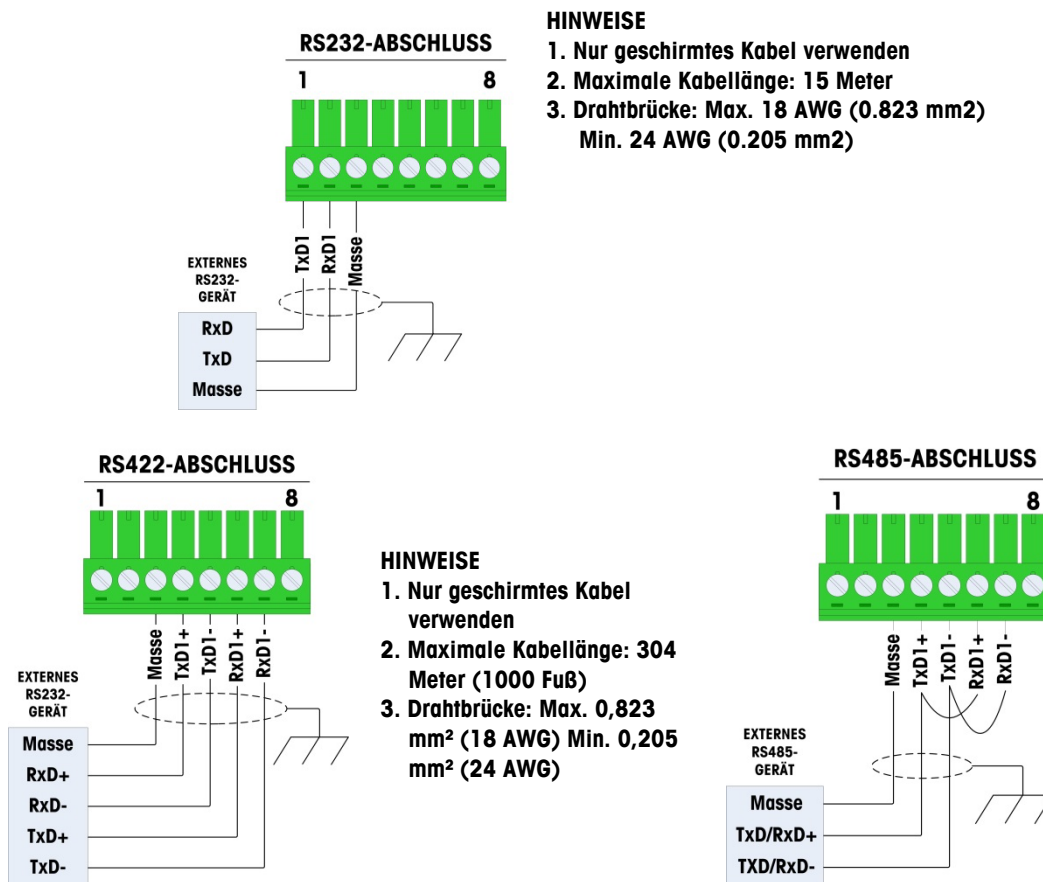 RS232-ABSCHLUSS
1 8
HINWEISE
1. Nur geschirmtes Kabel verwenden
2. Maximale Kabellänge: 15 Meter
3. Drahtbrücke: Max. 18 AWG (0.823 mm2)
Min. 24 AWG (0.205 mm2)
TxD1
RxD1
Masse
EXTERNES
RS232-
GERÄT
RxD
TxD
Masse
RS422-ABSCHLUSS
1 8
Masse
TxD1+
TxD1-
RxD1+
RxD1-
EXTERNES
RS232-
GERÄT
Masse
RxD+
RxD-
TxD+
TxD-
HINWEISE
1. Nur geschirmtes Kabel
verwenden
2. Maximale Kabellänge: 304
Meter (1000 Fuß)
3. Drahtbrücke: Max. 0,823
mm² (18 AWG) Min. 0,205
mm² (24 AWG)
RS485-ABSCHLUSS
1 8
Masse
TxD1+
TxD1-
RxD1+
RxD1-
EXTERNES
RS485-
GERÄT
Masse
TxD/RxD+
TXD/RxD-